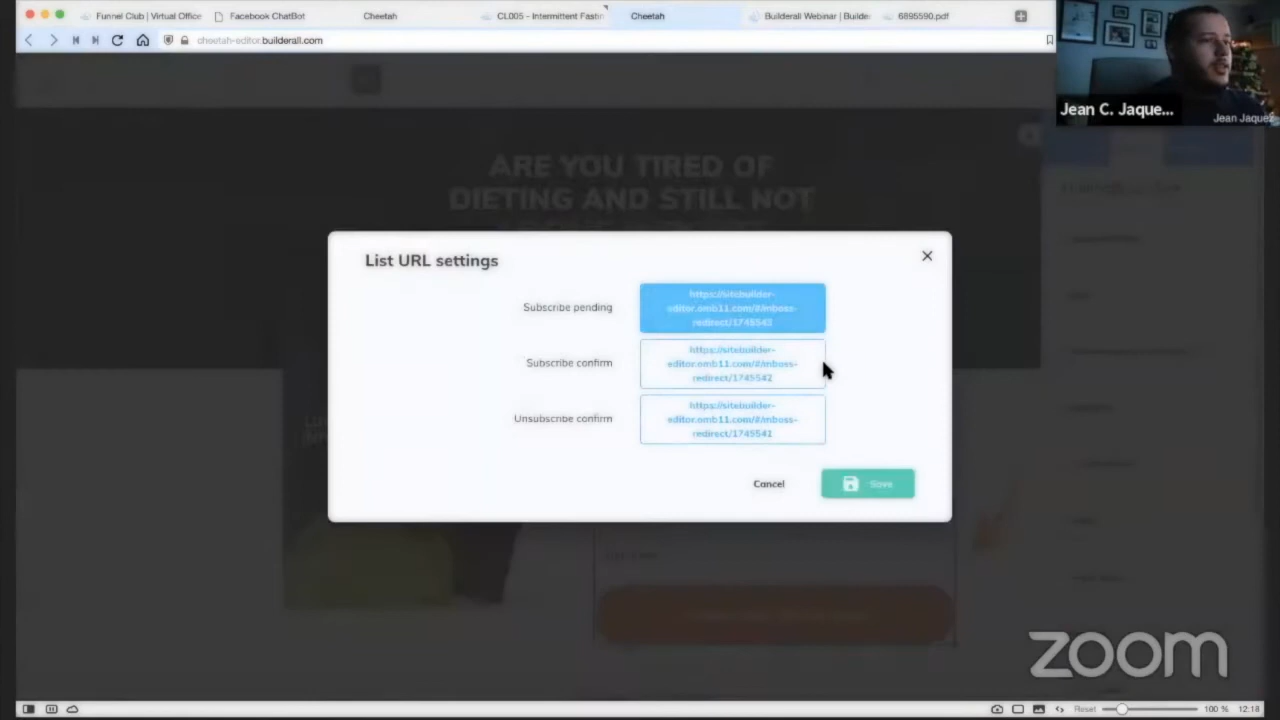 Funnel Club | Virtual Office
Facebook ChatBot
Cheetah
CL005 - Intermittent Fastin
Cheetah
Builderall Webinar | Builder
6895590.pdf
cheetah-editor.builderall.com
Jean C. Jaque...
Jean Jaquez
ARE YOU TIRED OF
DIETING AND STILL NOT
List URL settings
Subscribe pending
https://sitebuilder-
editor.omb11.com/#/mboss-
redirect/1745543
Subscribe confirm
https://sitebuilder-
editor.omb11.com/#/mboss-
redirect/1745542
Unsubscribe confirm
https://sitebuilder-
editor.omb11.com/#/mboss-
redirect/1745541
Cancel
Save
zoom
Reset
100 %
12:18